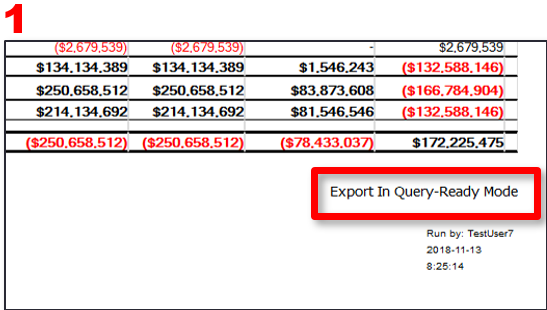 1
($2,679,539) ($2,679,539) - $2,679,539
$134,134,389 $134,134,389 $1,546,243 ($132,588,146)
$250,658,512 $250,658,512 $83,873,608 ($166,784,904)
$214,134,692 $214,134,692 $81,546,546 ($132,588,146)
($250,658,512) ($250,658,512) ($78,433,037) $172,225,475
Export In Query-Ready Mode
Run by: TestUser7
2018-11-13
8:25:14